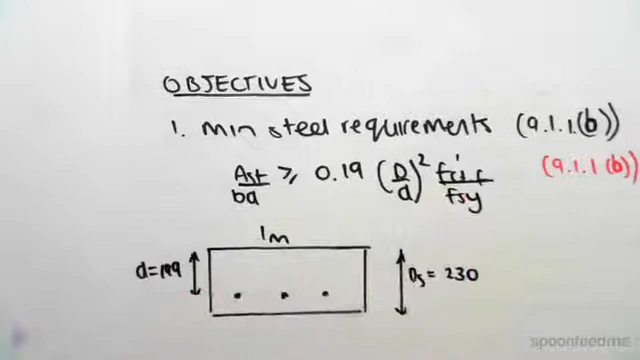 OBJECTIVES
1. Min steel requirements (9.1.1.(b))
Ast/bd ≥ 0.19 (D/d)² f'ct.f/fsy (9.1.1(b))
1m
d=199
Ds = 230
spoonfeedme